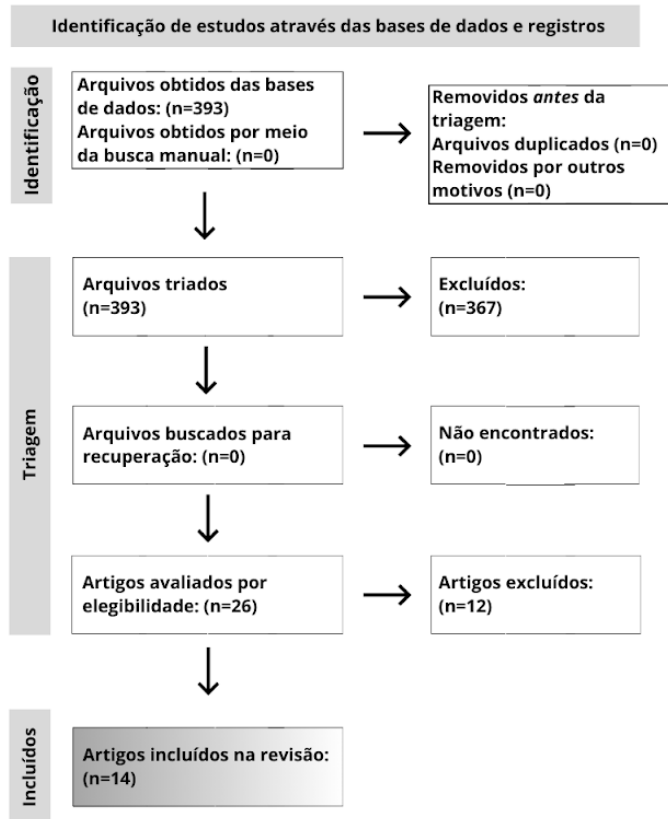 Identificação de estudos através das bases de dados e registros
Identificação
Arquivos obtidos das bases
de dados: (n=393)
Arquivos obtidos por meio
da busca manual: (n=0)
Removidos antes da
triagem:
Arquivos duplicados (n=0)
Removidos por outros
motivos (n=0)
Triagem
Arquivos triados
(n=393)
Excluídos:
(n=367)
Arquivos buscados para
recuperação: (n=0)
Não encontrados:
(n=0)
Artigos avaliados por
elegibilidade: (n=26)
Artigos excluídos:
(n=12)
Incluídos
Artigos incluídos na revisão:
(n=14)